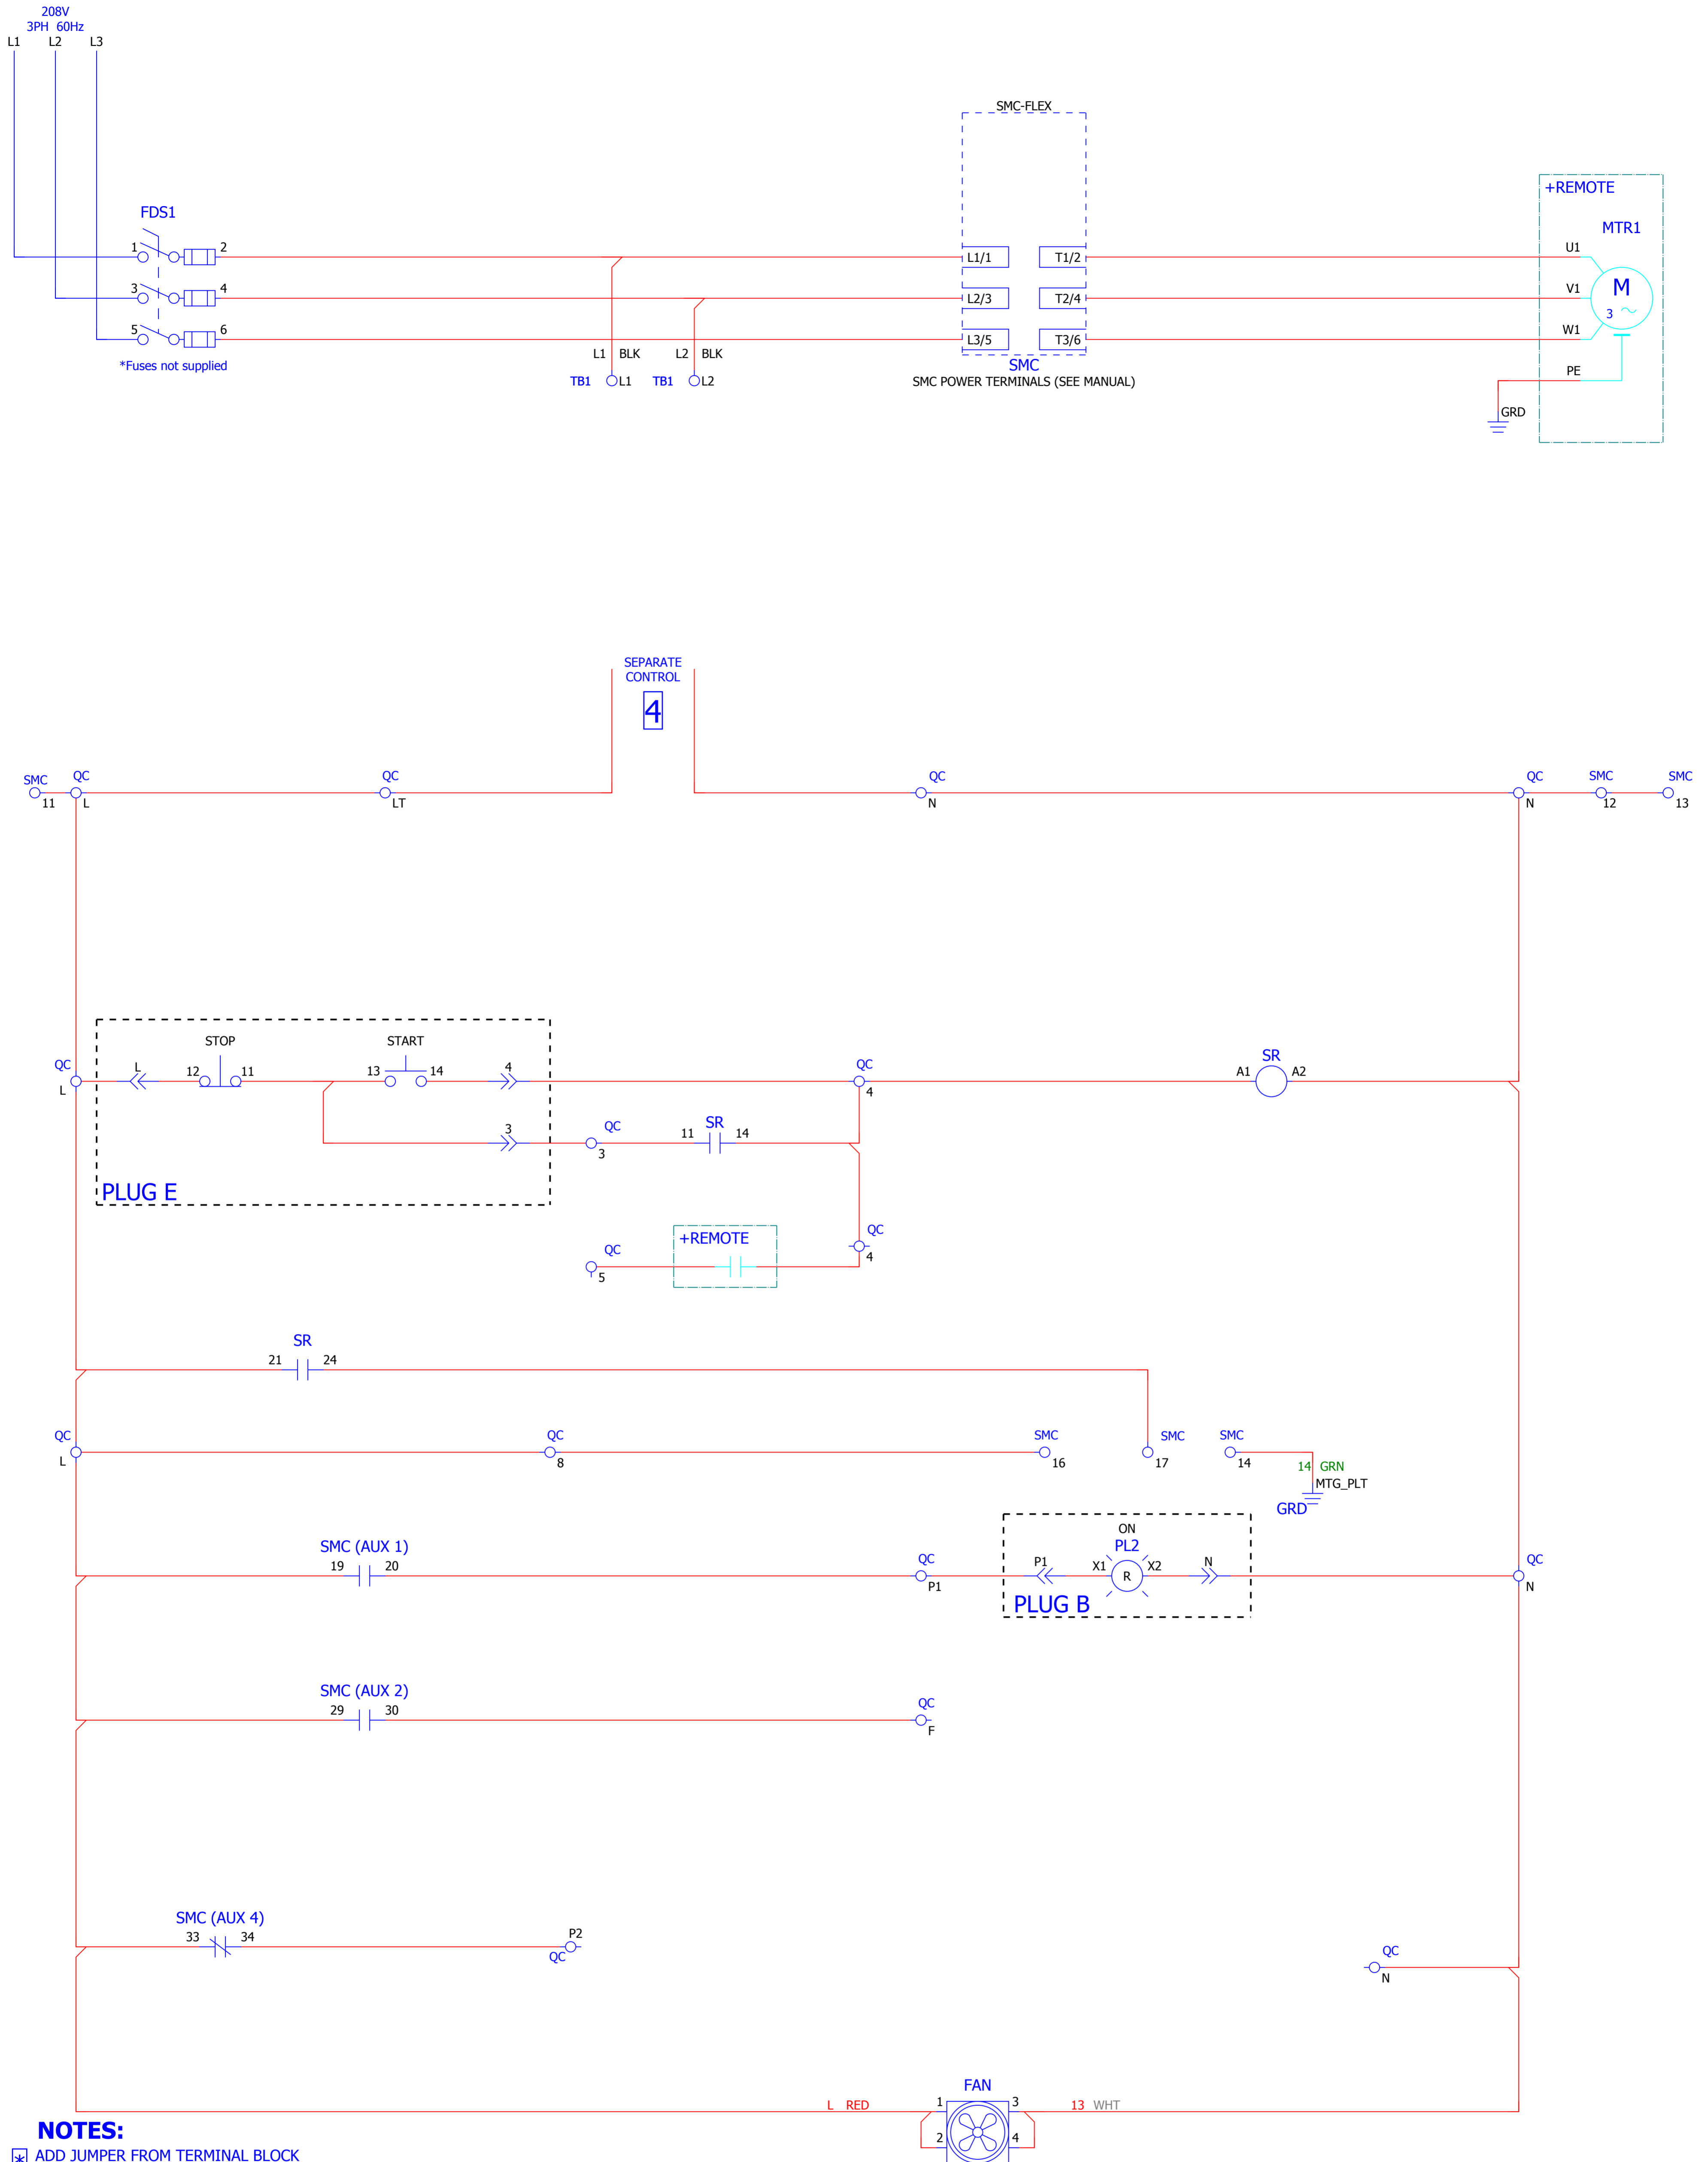 208V
3PH 60Hz
L1 L2 L3
SMC-FLEX
+REMOTE
FDS1
MTR1
1 2
L1/1 T1/2
U1
3 4
L2/3 T2/4
V1
M
3
5 6
L3/5 T3/6
W1
*Fuses not supplied
L1 BLK L2 BLK
SMC
PE
TB1 L1 TB1 L2
SMC POWER TERMINALS (SEE MANUAL)
GRD
SEPARATE
CONTROL
4
SMC QC QC QC QC SMC SMC
11 L LT N N 12 13
STOP START
QC L 12 11 13 14 4 QC SR
L 4 A1 A2
3 QC 11 SR 14
3
PLUG E
QC +REMOTE QC
5 4
SR
21 24
QC QC SMC SMC SMC
L 8 16 17 14
14 GRN
MTG_PLT
GRD
ON
SMC (AUX 1)
PL2
19 20 QC P1 X1 R X2 N QC
P1 N
PLUG B
SMC (AUX 2)
29 30 QC
F
SMC (AUX 4)
33 34 P2
QC
QC
N
FAN
L RED 1 3 13 WHT
2 4
NOTES:
* ADD JUMPER FROM TERMINAL BLOCK